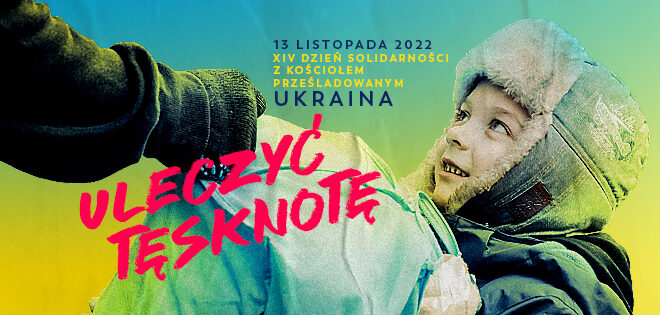 13 LISTOPADA 2022
XIV DZIEŃ SOLIDARNOŚCI
Z KOŚCIOŁEM
PRZEŚLADOWANYM
UKRAINA
ULECZYĆ
TĘSKNOTĘ